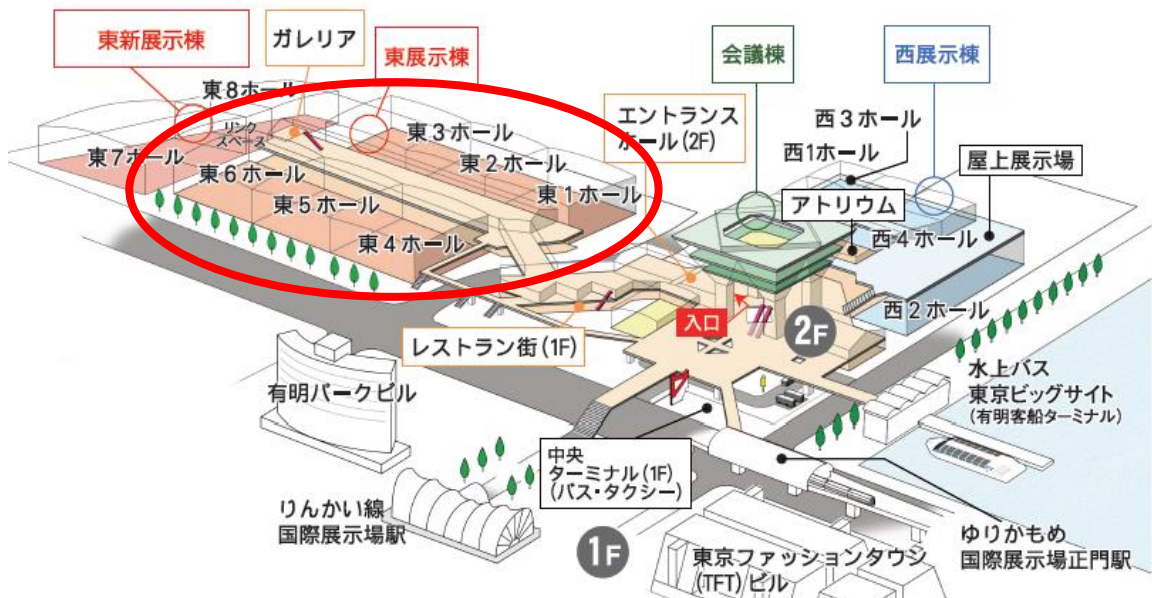 東新展示棟
ガレリア
東展示棟
会議棟
西展示棟
東8ホール
リンク
スペース
東7ホール
東3ホール
東2ホール
東1ホール
東6ホール
東5ホール
東4ホール
エントランス
ホール(2F)
西3ホール
西1ホール
屋上展示場
アトリウム
西4ホール
西2ホール
入口
2F
レストラン街(1F)
有明パークビル
水上バス
東京ビッグサイト
(有明客船ターミナル)
中央
ターミナル(1F)
(バス・タクシー)
りんかい線
国際展示場駅
1F
東京ファッションタウン
(TFT)ビル
ゆりかもめ
国際展示場正門駅